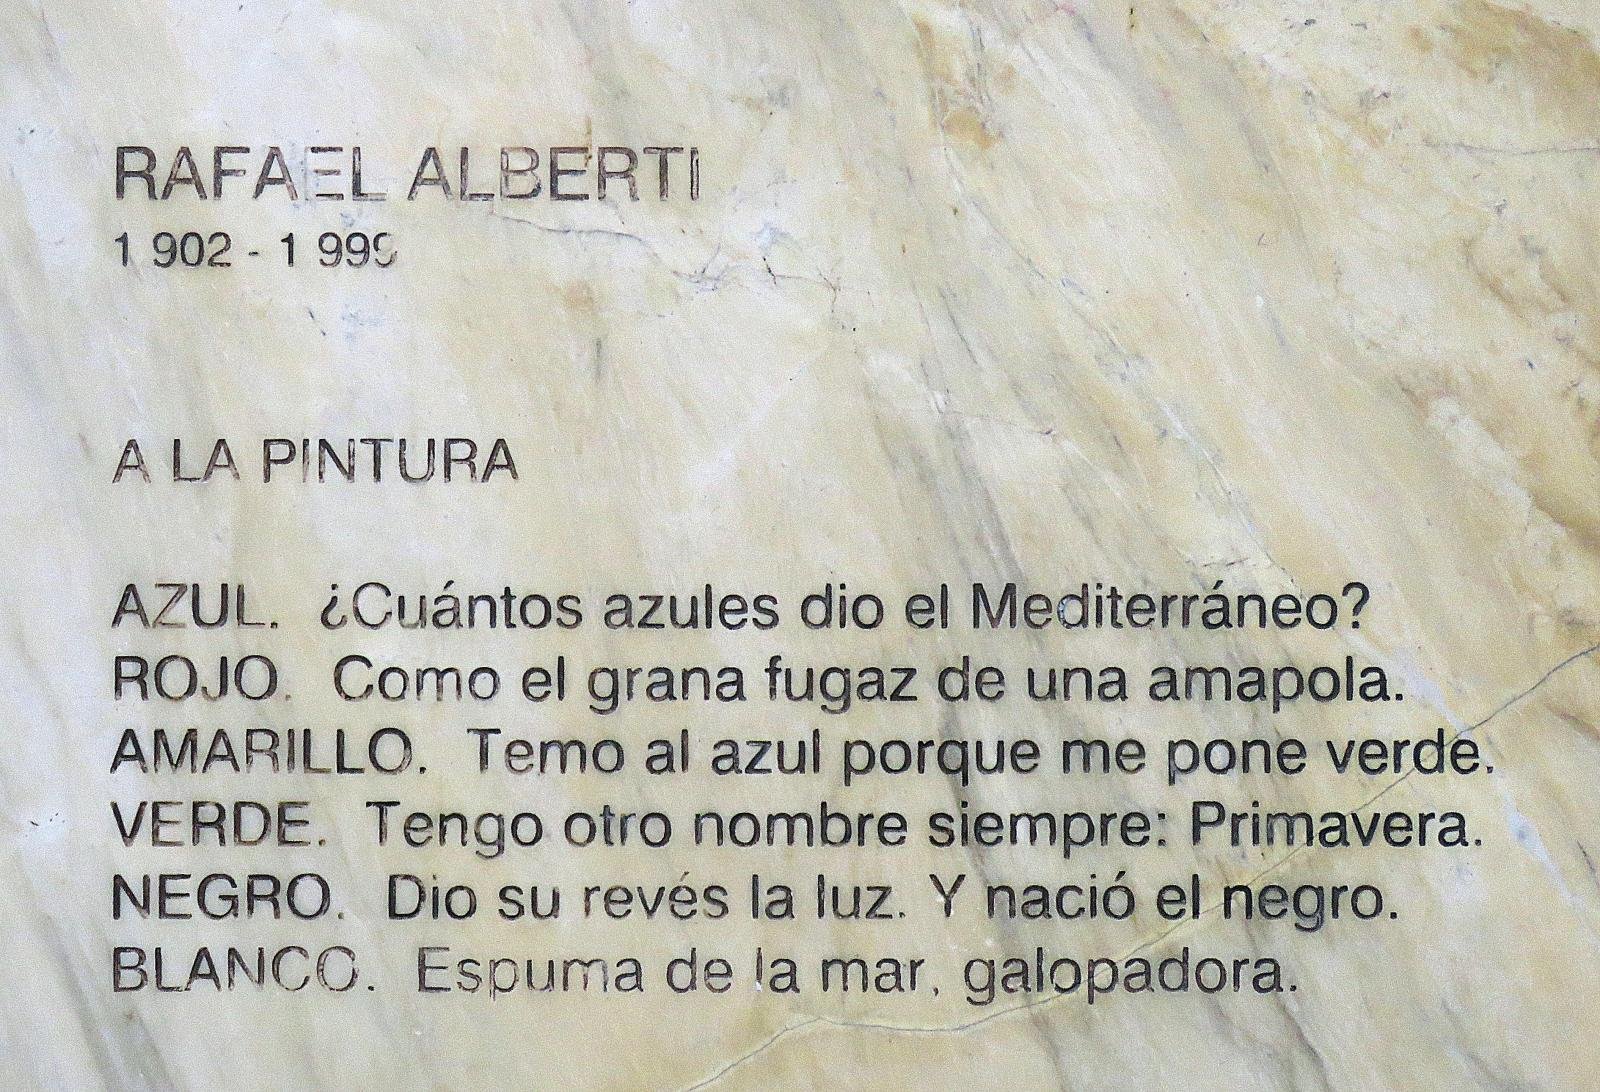 RAFAEL ALBERTI
1 902 - 1 999
A LA PINTURA
AZUL. ¿Cuántos azules dio el Mediterráneo?
ROJO. Como el grana fugaz de una amapola.
AMARILLO. Temo al azul porque me pone verde.
VERDE. Tengo otro nombre siempre: Primavera.
NEGRO. Dio su revés la luz. Y nació el negro.
BLANCO. Espuma de la mar, galopadora.